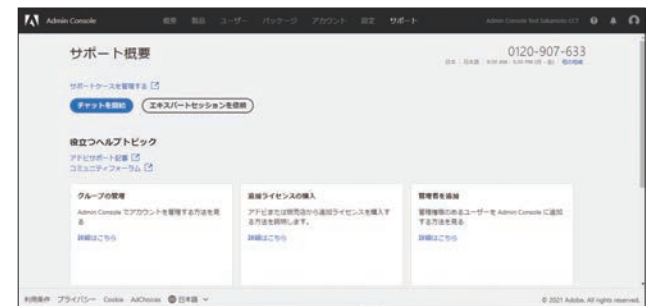 Admin Console 概要 製品 ユーザー パッケージ アカウント 設定 サポート
サポート概要
0120-907-633
サポートケースを管理する
日本 | 日本語 |
チャットを開始 エキスパートセッションを依頼
役立つヘルプトピック
アドビサポート記事
コミュニティフォーラム
グループの管理
Admin Console でアカウントを管理する方法を見
る
詳細はこちら
追加ライセンスの購入
アドビまたは販売店から追加ライセンスを購入す
る方法を説明します。
詳細はこちら
管理者を追加
管理権限のあるユーザーを Admin Console に追加
する方法を見る
詳細はこちら
利用条件 プライバシー Cookie AdChoices 日本語
© 2021 Adobe. All rights reserved.